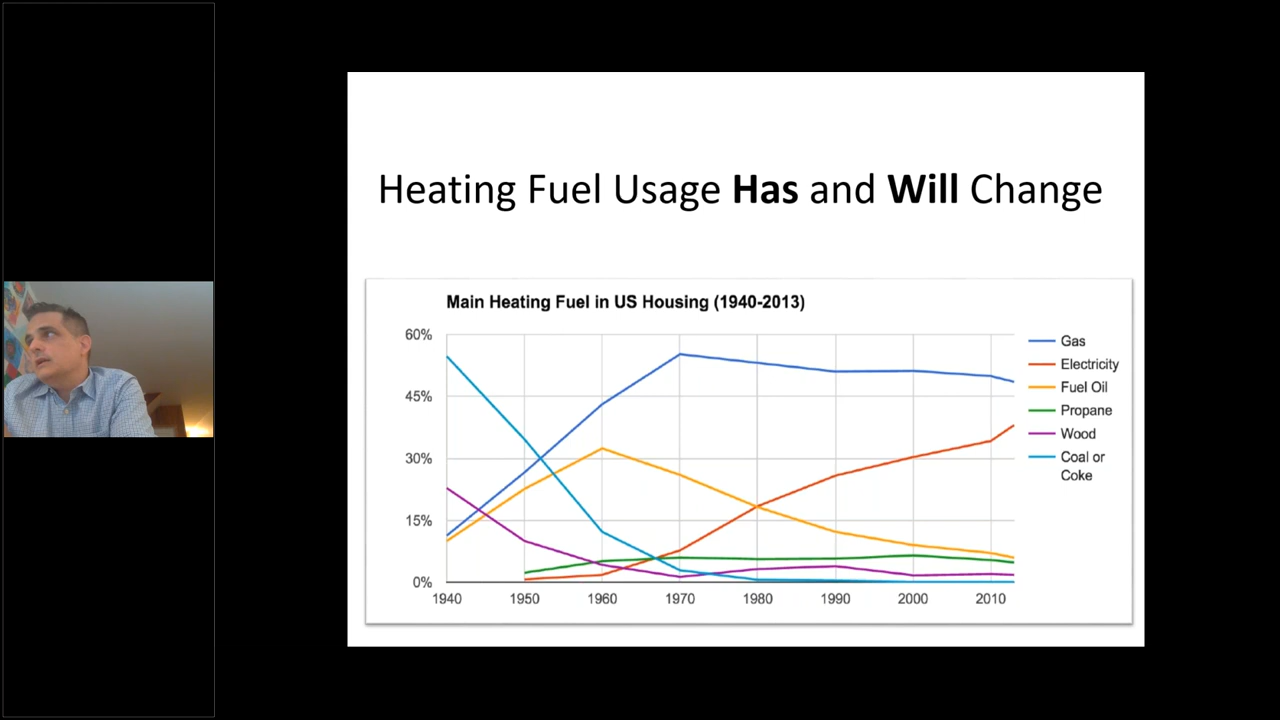 Heating Fuel Usage Has and Will Change
Main Heating Fuel in US Housing (1940-2013)
60%
45%
30%
15%
0%
1940 1950 1960 1970 1980 1990 2000 2010
Gas
Electricity
Fuel Oil
Propane
Wood
Coal or
Coke